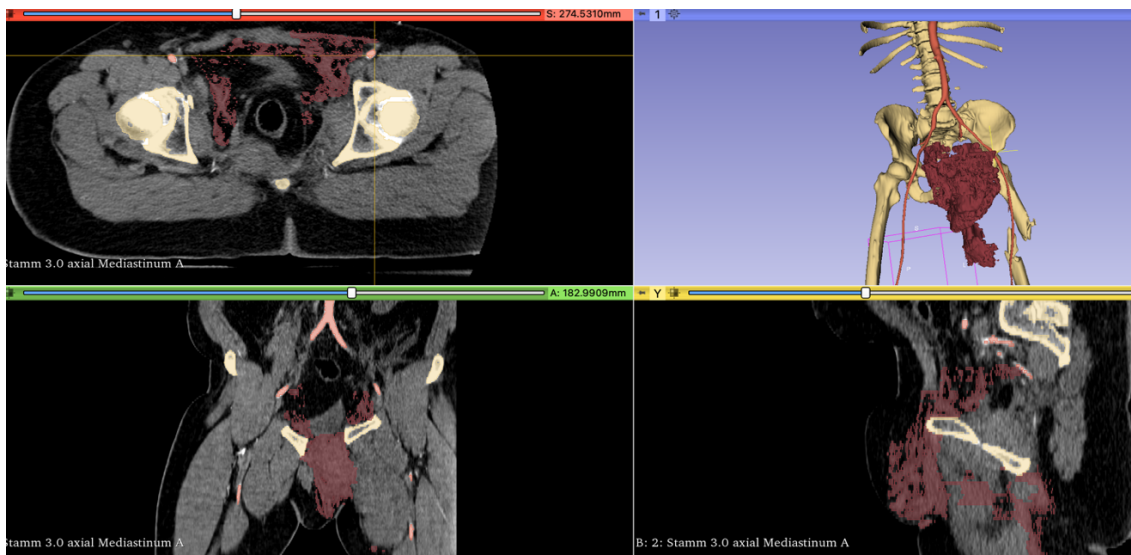 S: 274.5310mm
1
Stamm 3.0 axial Mediastinum A
A: 182.9909mm
Y
Stamm 3.0 axial Mediastinum A
B: 2: Stamm 3.0 axial Mediastinum A